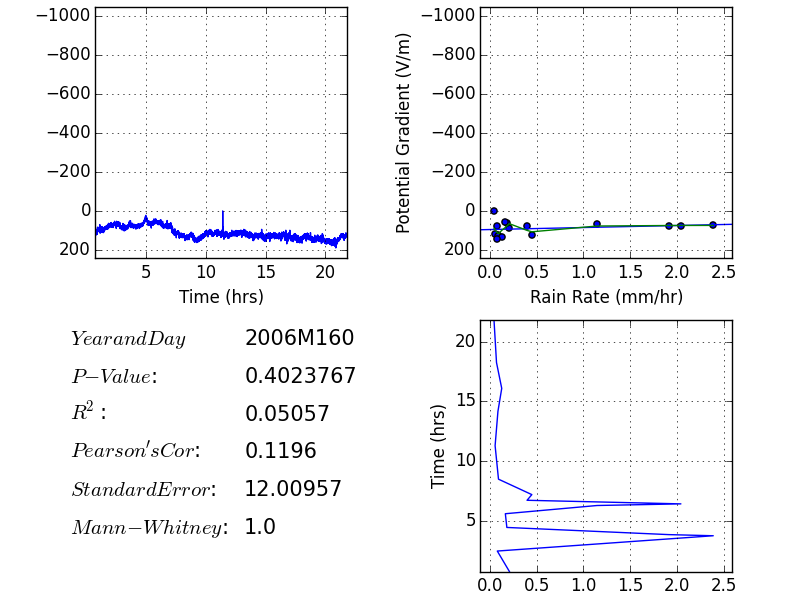 −1000
−800
−600
−400
−200
0
200
5 10 15 20
Time (hrs)
Potential Gradient (V/m)
−1000
−800
−600
−400
−200
0
200
0.0 0.5 1.0 1.5 2.0 2.5
Rain Rate (mm/hr)
YearandDay 2006M160
P−Value: 0.4023767
R²: 0.05057
Pearson'sCor: 0.1196
StandardError: 12.00957
Mann−Whitney: 1.0
Time (hrs)
20
15
10
5
0.0 0.5 1.0 1.5 2.0 2.5